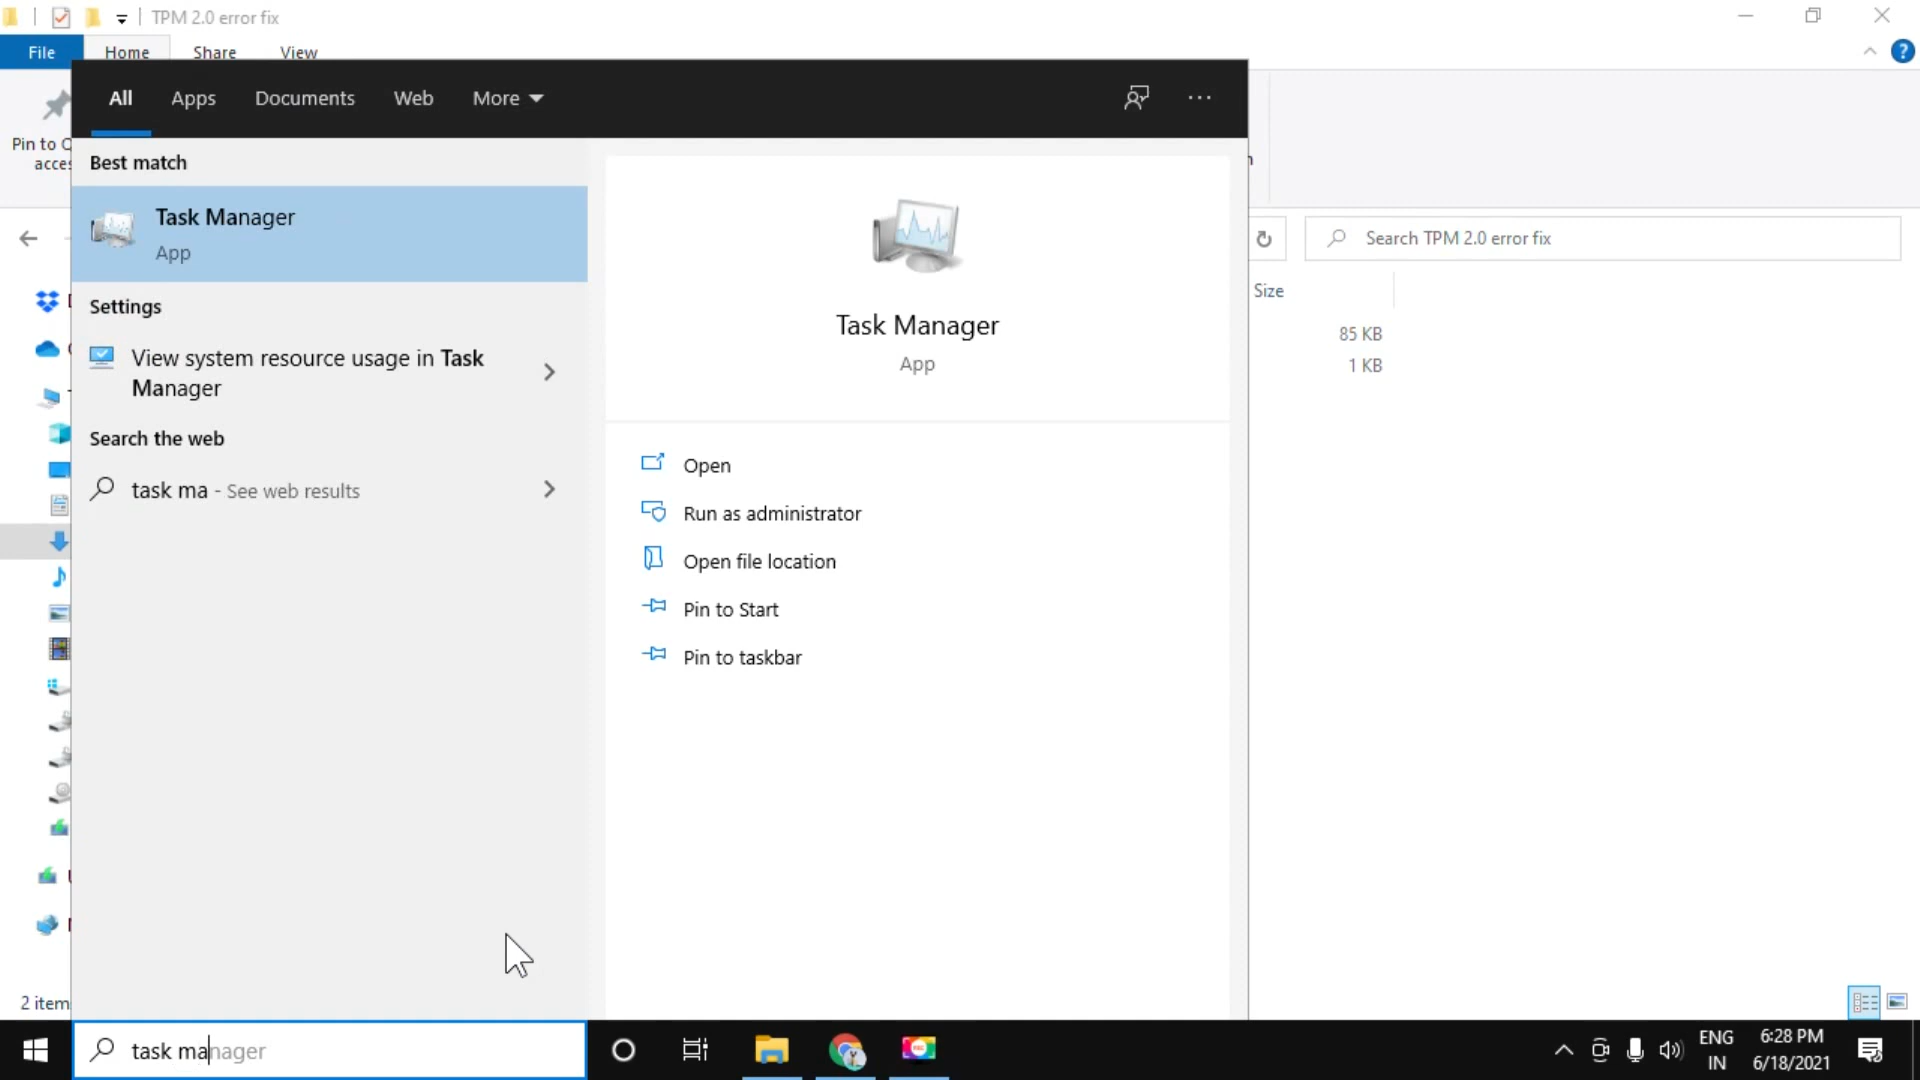 TPM 2.0 error fix
File Home Share View
?
All Apps Documents Web More
Pin to Q
acces
Best match
Task Manager
App
Settings
View system resource usage in Task
Manager
Search the web
task ma - See web results
Task Manager
App
Open
Run as administrator
Open file location
Pin to Start
Pin to taskbar
Search TPM 2.0 error fix
Size
85 KB
1 KB
2 item
task manager
ENG
IN
6:28 PM
6/18/2021